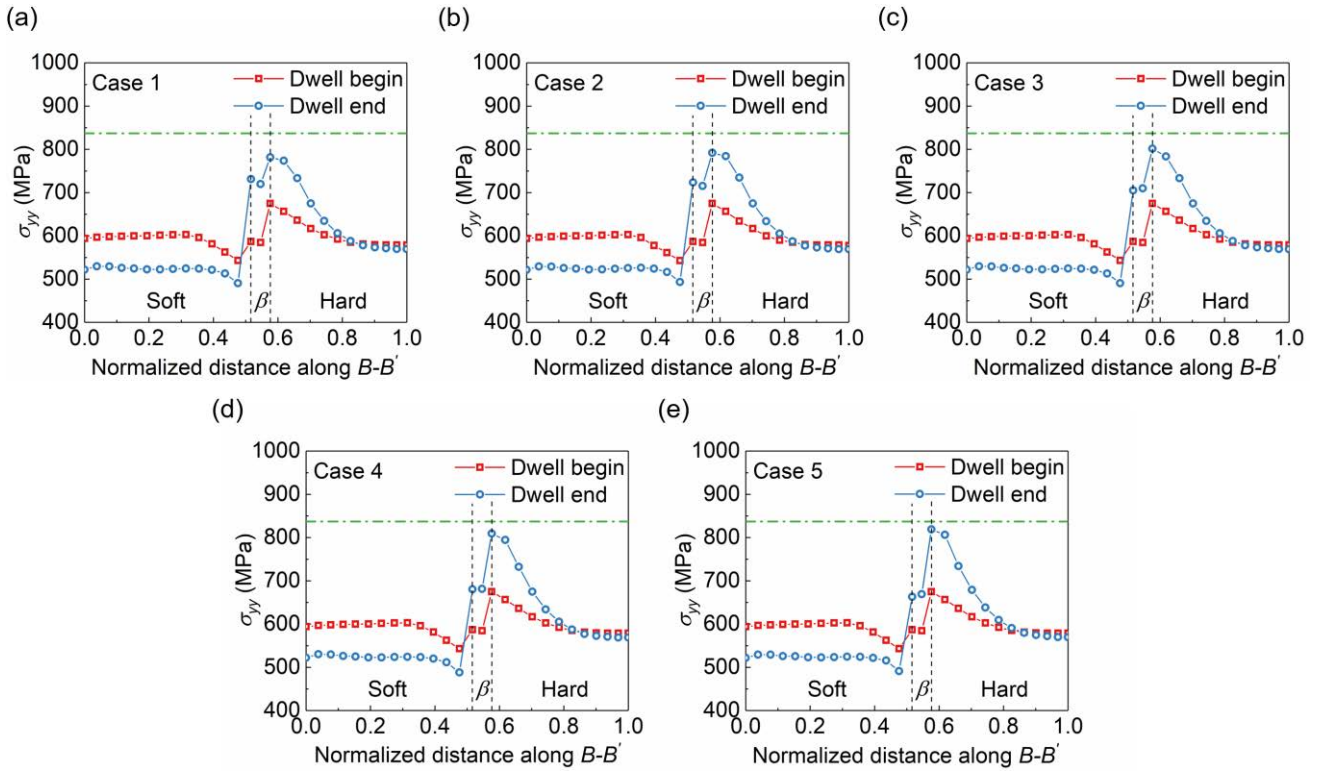 (a)
1000
900
800
700
600
500
400
σyy (MPa)
Case 1
Dwell begin
Dwell end
Soft
β
Hard
0.0 0.2 0.4 0.6 0.8 1.0
Normalized distance along B-B′
(b)
1000
900
800
700
600
500
400
σyy (MPa)
Case 2
Dwell begin
Dwell end
Soft
β
Hard
0.0 0.2 0.4 0.6 0.8 1.0
Normalized distance along B-B′
(c)
1000
900
800
700
600
500
400
σyy (MPa)
Case 3
Dwell begin
Dwell end
Soft
β
Hard
0.0 0.2 0.4 0.6 0.8 1.0
Normalized distance along B-B′
(d)
1000
900
800
700
600
500
400
σyy (MPa)
Case 4
Dwell begin
Dwell end
Soft
β
Hard
0.0 0.2 0.4 0.6 0.8 1.0
Normalized distance along B-B′
(e)
1000
900
800
700
600
500
400
σyy (MPa)
Case 5
Dwell begin
Dwell end
Soft
β
Hard
0.0 0.2 0.4 0.6 0.8 1.0
Normalized distance along B-B′